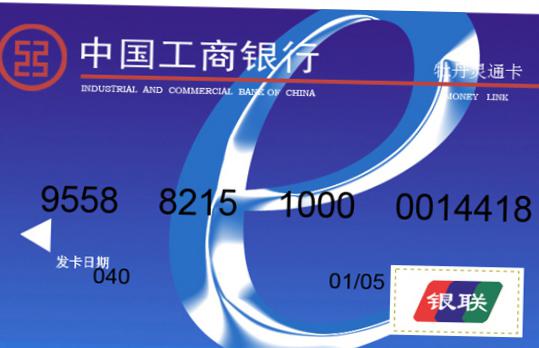 中国工商银行
INDUSTRIAL AND COMMERCIAL BANK OF CHINA
牡丹灵通卡
MONEY LINK
9558 8215 1000 0014418
发卡日期
040
01/05
银联